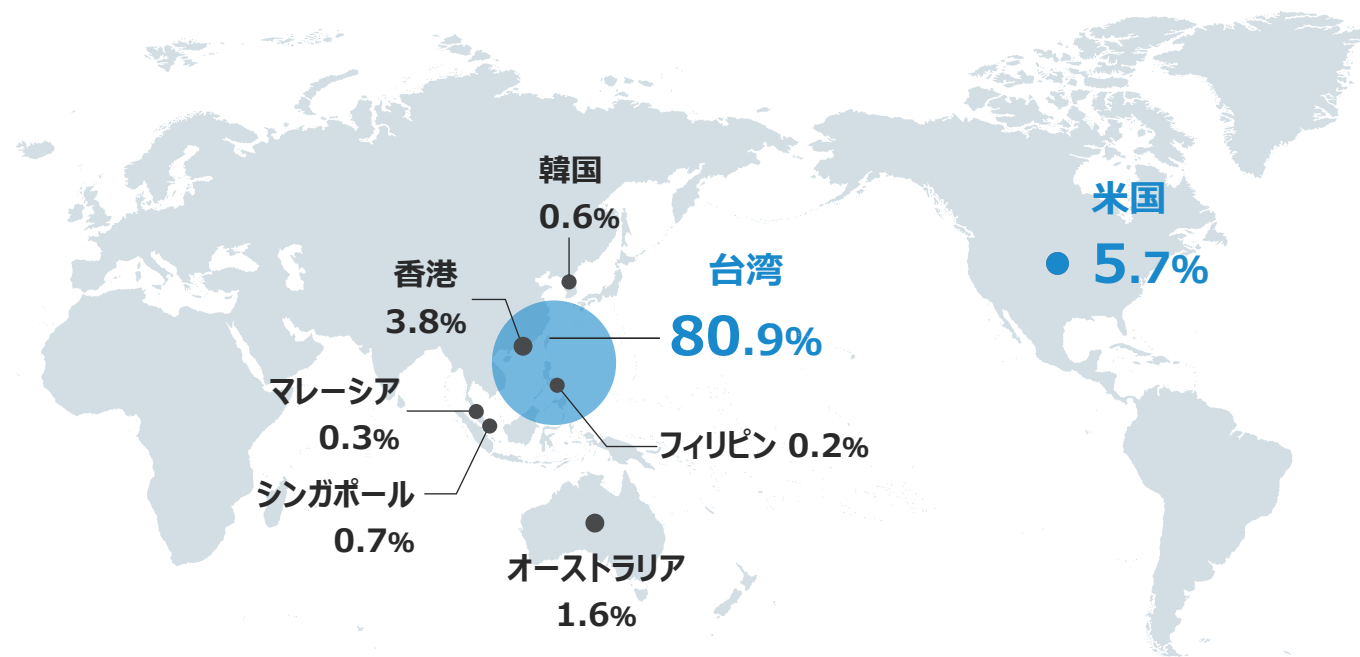 韓国
0.6%
米国
5.7%
香港
3.8%
台湾
80.9%
マレーシア
0.3%
フィリピン 0.2%
シンガポール
0.7%
オーストラリア
1.6%